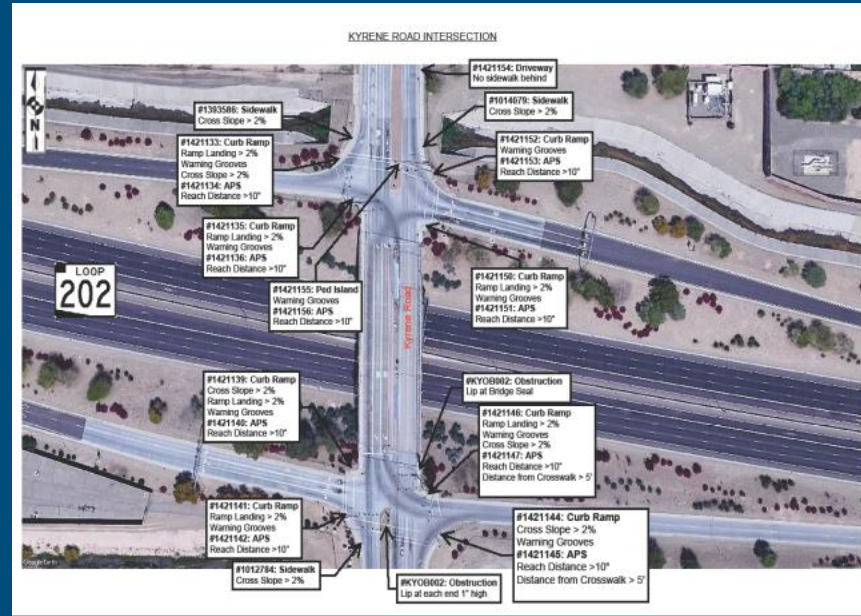 KYRENE ROAD INTERSECTION
#1421154: Driveway
No sidewalk behind
#1393586: Sidewalk
Cross Slope > 2%
#1014079: Sidewalk
Cross Slope > 2%
#1421133: Curb Ramp
Ramp Landing > 2%
Warning Grooves
Cross Slope > 2%
#1421134: APS
Reach Distance >10"
#1421152: Curb Ramp
Warning Grooves
#1421153: APS
Reach Distance >10"
#1421135: Curb Ramp
Ramp Landing > 2%
Warning Grooves
#1421136: APS
Reach Distance >10"
#1421155: Ped Island
Warning Grooves
#1421156: APS
Reach Distance >10"
#1421150: Curb Ramp
Ramp Landing > 2%
Warning Grooves
#1421151: APS
Reach Distance >10"
N
LOOP
202
Kyrene Road
#1421139: Curb Ramp
Cross Slope > 2%
Ramp Landing > 2%
Warning Grooves
#1421140: APS
Reach Distance >10"
#KYOB002: Obstruction
Lip at Bridge Seal
#1421146: Curb Ramp
Ramp Landing > 2%
Warning Grooves
Cross Slope > 2%
#1421147: APS
Reach Distance >10"
Distance from Crosswalk > 5'
#1421141: Curb Ramp
Ramp Landing > 2%
Warning Grooves
#1421142: APS
Reach Distance >10"
#1421144: Curb Ramp
Cross Slope > 2%
Warning Grooves
#1421145: APS
Reach Distance >10"
Distance from Crosswalk > 5'
#1012784: Sidewalk
Cross Slope > 2%
#KYOB002: Obstruction
Lip at each end 1" high
Google Earth